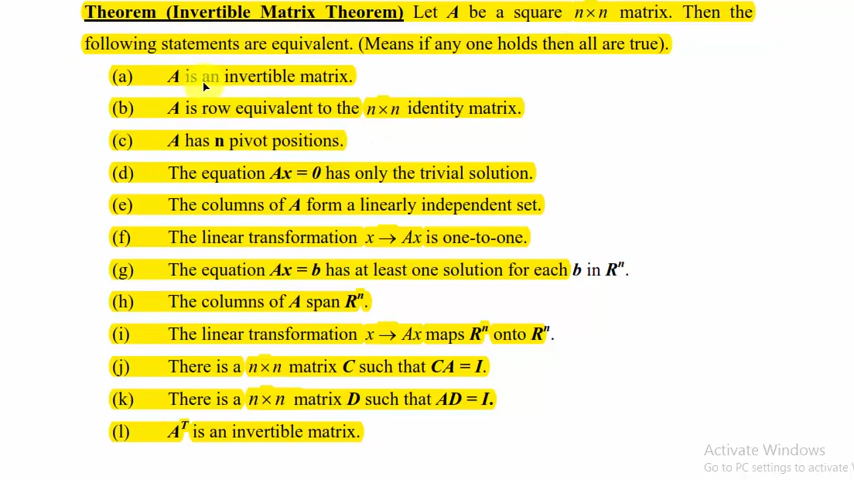 Theorem (Invertible Matrix Theorem) Let A be a square n×n matrix. Then the
following statements are equivalent. (Means if any one holds then all are true).
(a) A is an invertible matrix.
(b) A is row equivalent to the n×n identity matrix.
(c) A has n pivot positions.
(d) The equation Ax = 0 has only the trivial solution.
(e) The columns of A form a linearly independent set.
(f) The linear transformation x → Ax is one-to-one.
(g) The equation Ax = b has at least one solution for each b in Rⁿ.
(h) The columns of A span Rⁿ.
(i) The linear transformation x → Ax maps Rⁿ onto Rⁿ.
(j) There is a n×n matrix C such that CA = I.
(k) There is a n×n matrix D such that AD = I.
(l) Aᵀ is an invertible matrix.
Activate Windows
Go to PC settings to activate